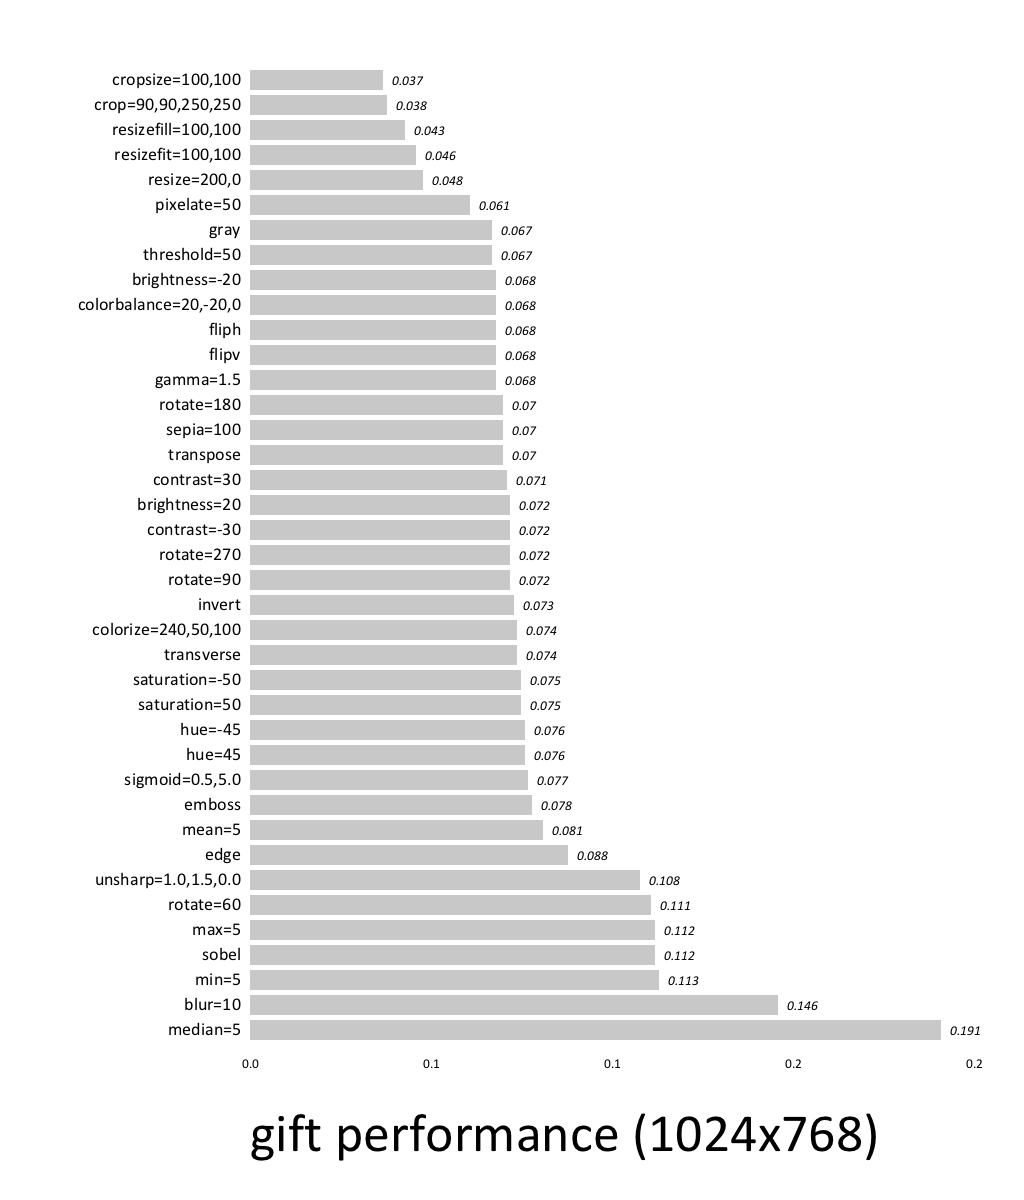 cropsize=100,100 0.037
crop=90,90,250,250 0.038
resizefill=100,100 0.043
resizefit=100,100 0.046
resize=200,0 0.048
pixelate=50 0.061
gray 0.067
threshold=50 0.067
brightness=-20 0.068
colorbalance=20,-20,0 0.068
fliph 0.068
flipv 0.068
gamma=1.5 0.068
rotate=180 0.07
sepia=100 0.07
transpose 0.07
contrast=30 0.071
brightness=20 0.072
contrast=-30 0.072
rotate=270 0.072
rotate=90 0.072
invert 0.073
colorize=240,50,100 0.074
transverse 0.074
saturation=-50 0.075
saturation=50 0.075
hue=-45 0.076
hue=45 0.076
sigmoid=0.5,5.0 0.077
emboss 0.078
mean=5 0.081
edge 0.088
unsharp=1.0,1.5,0.0 0.108
rotate=60 0.111
max=5 0.112
sobel 0.112
min=5 0.113
blur=10 0.146
median=5 0.191
0.0 0.1 0.1 0.2 0.2
gift performance (1024x768)